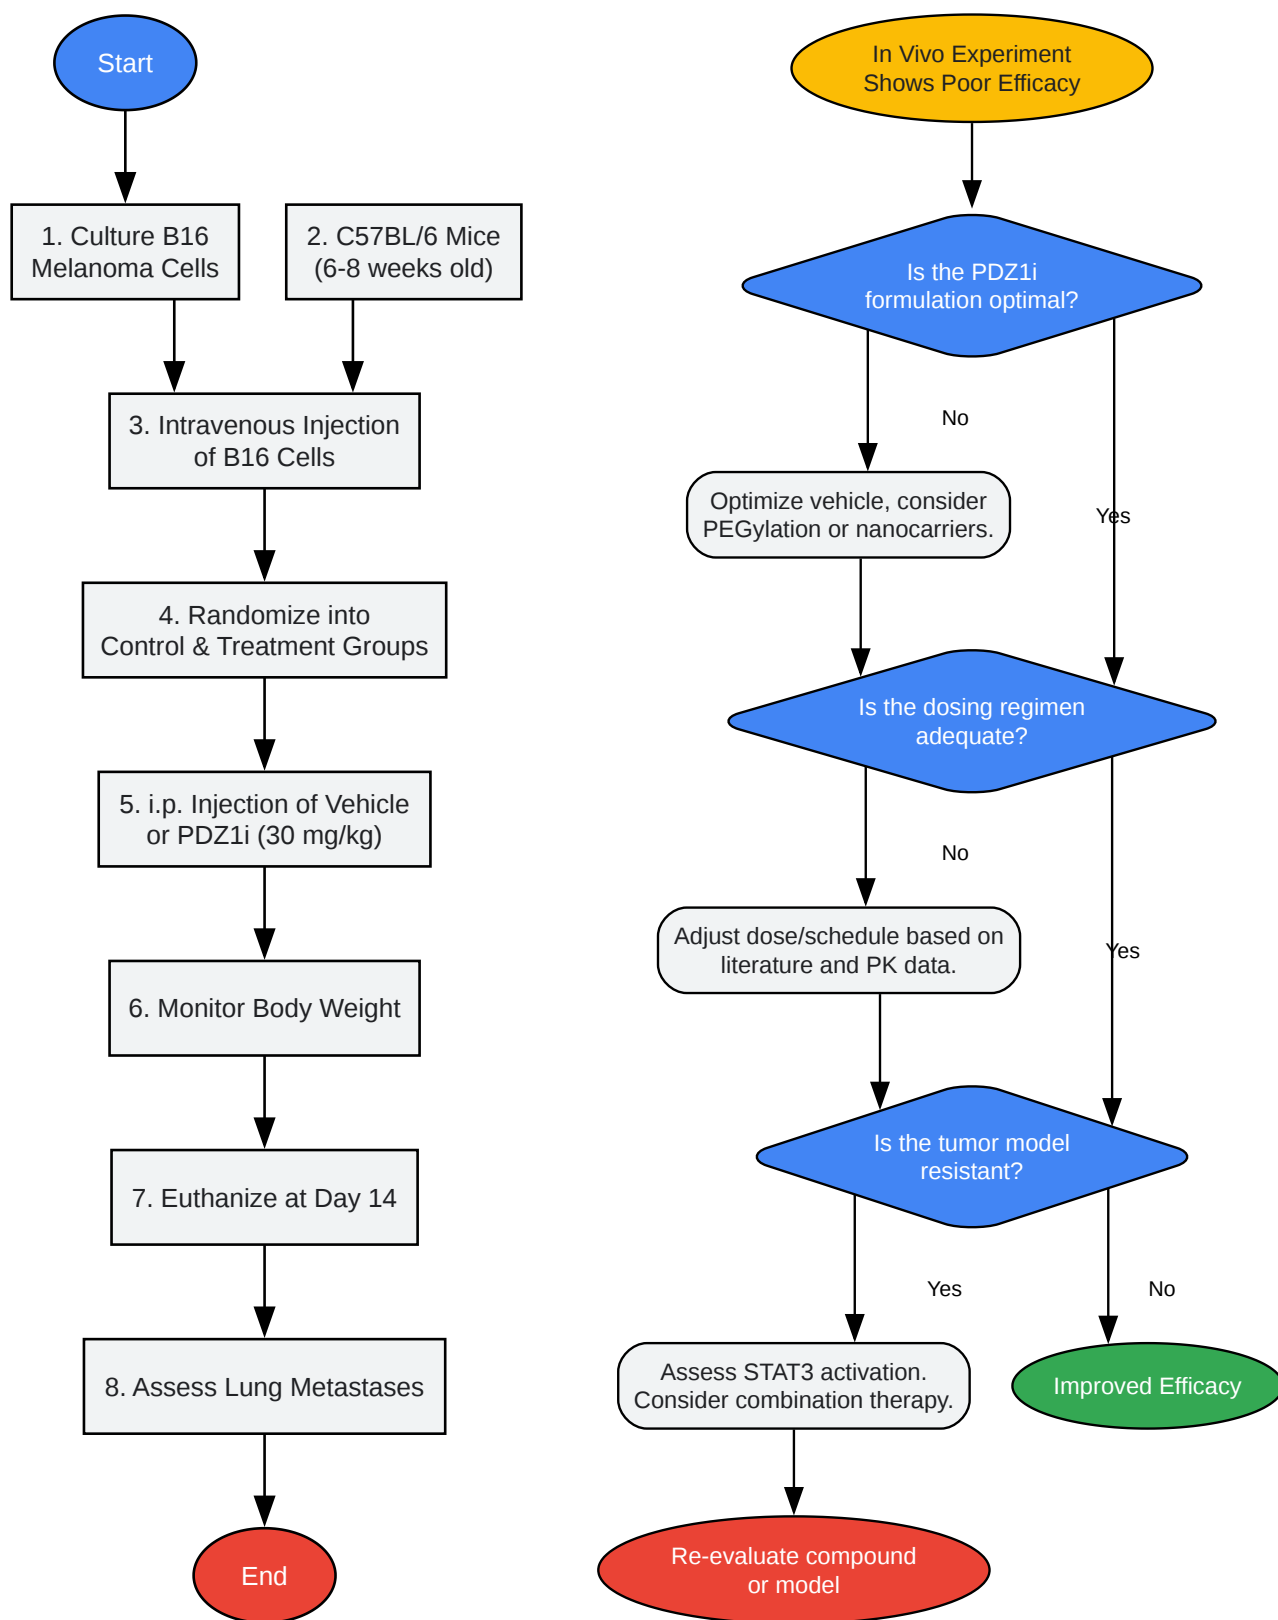 Start
1. Culture B16
Melanoma Cells
2. C57BL/6 Mice
(6-8 weeks old)
3. Intravenous Injection
of B16 Cells
4. Randomize into
Control & Treatment Groups
5. i.p. Injection of Vehicle
or PDZ1i (30 mg/kg)
6. Monitor Body Weight
7. Euthanize at Day 14
8. Assess Lung Metastases
End
In Vivo Experiment
Shows Poor Efficacy
Is the PDZ1i
formulation optimal?
No
Optimize vehicle, consider
PEGylation or nanocarriers.
Yes
Is the dosing regimen
adequate?
No
Adjust dose/schedule based on
literature and PK data.
Yes
Is the tumor model
resistant?
Yes
No
Assess STAT3 activation.
Consider combination therapy.
Improved Efficacy
Re-evaluate compound
or model